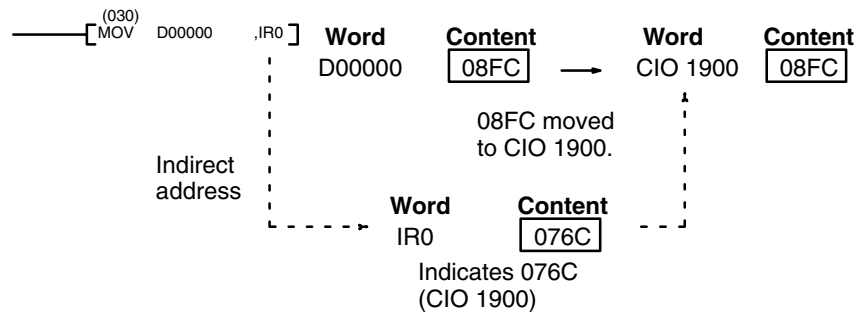 (030)
[MOV D00000 ,IR0]
Word Content Word Content
D00000 08FC CIO 1900 08FC
08FC moved
to CIO 1900.
Indirect
address
Word Content
IR0 076C
Indicates 076C
(CIO 1900)